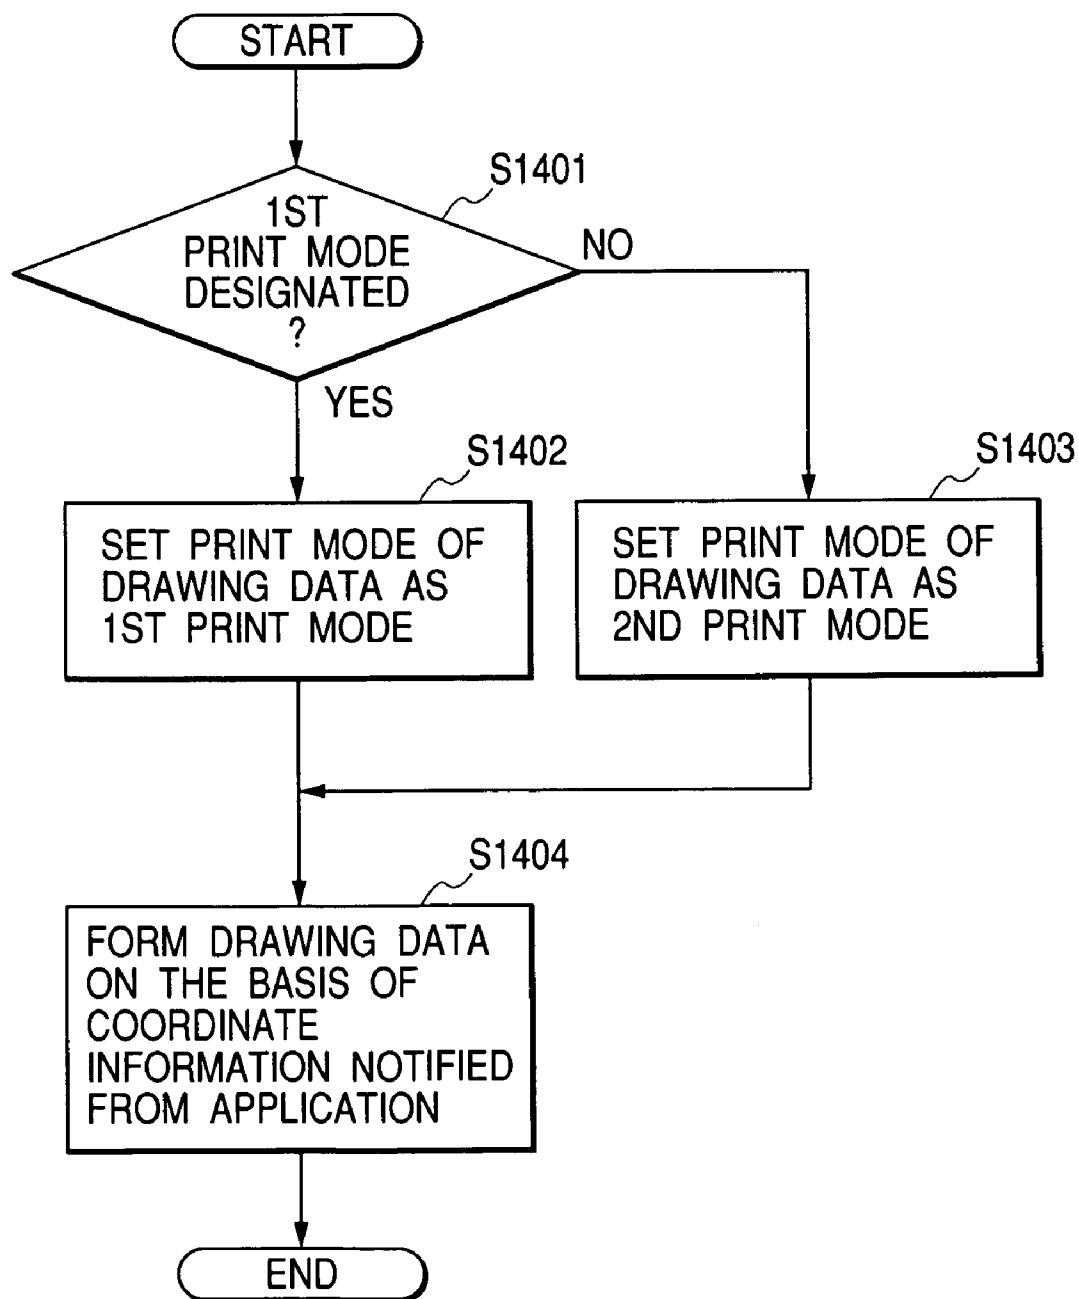 START
S1401
1ST
PRINT MODE
DESIGNATED
?
NO
YES
S1402
SET PRINT MODE OF
DRAWING DATA AS
1ST PRINT MODE
S1403
SET PRINT MODE OF
DRAWING DATA AS
2ND PRINT MODE
S1404
FORM DRAWING DATA
ON THE BASIS OF
COORDINATE
INFORMATION NOTIFIED
FROM APPLICATION
END